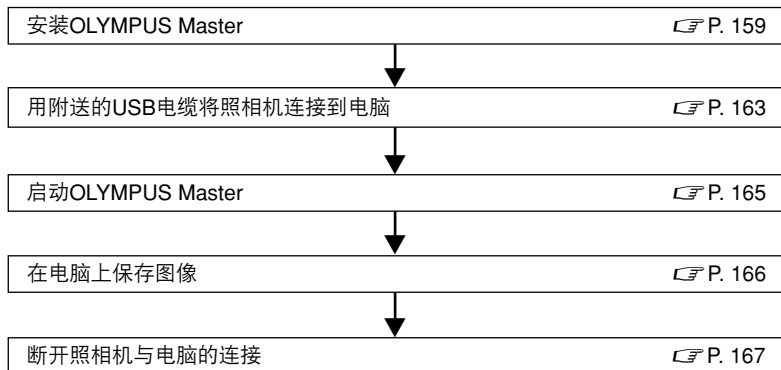 安装OLYMPUS Master ☞ P. 159
用附送的USB电缆将照相机连接到电脑 ☞ P. 163
启动OLYMPUS Master ☞ P. 165
在电脑上保存图像 ☞ P. 166
断开照相机与电脑的连接 ☞ P. 167